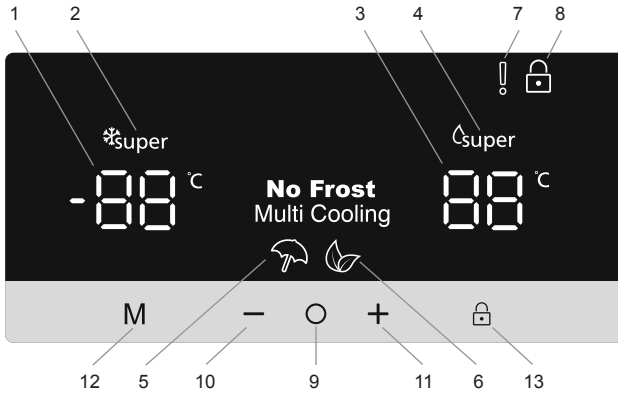 1 2 3 4 7 8
super super
-88 °C 88 °C
No Frost
Multi Cooling
M − O +
12 5 10 9 11 6 13